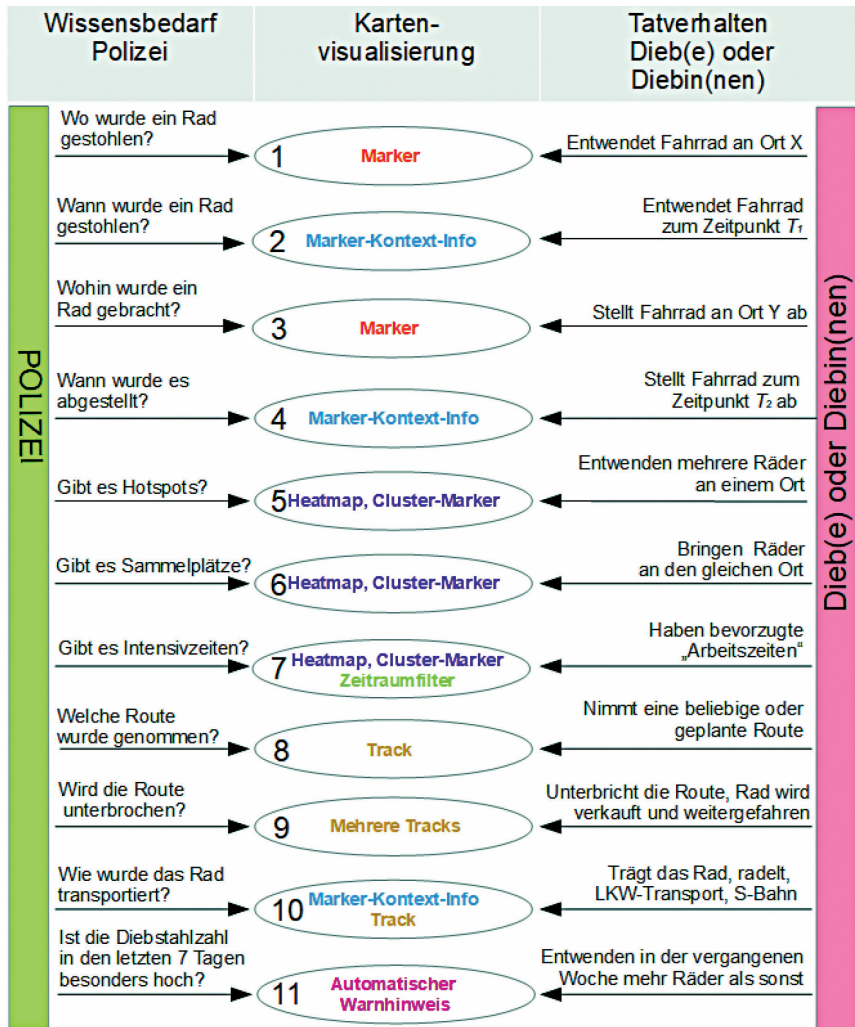 Wissensbedarf
Polizei
Karten-
visualisierung
Tatverhalten
Dieb(e) oder
Diebin(nen)
POLIZEI
Dieb(e) oder Diebin(nen)
Wo wurde ein Rad
gestohlen?
1 Marker
Entwendet Fahrrad an Ort X
Wann wurde ein Rad
gestohlen?
2 Marker-Kontext-Info
Entwendet Fahrrad
zum Zeitpunkt T₁
Wohin wurde ein
Rad gebracht?
3 Marker
Stellt Fahrrad an Ort Y ab
Wann wurde es
abgestellt?
4 Marker-Kontext-Info
Stellt Fahrrad zum
Zeitpunkt T₂ ab
Gibt es Hotspots?
5 Heatmap, Cluster-Marker
Entwenden mehrere Räder
an einem Ort
Gibt es Sammelplätze?
6 Heatmap, Cluster-Marker
Bringen Räder
an den gleichen Ort
Gibt es Intensivzeiten?
7 Heatmap, Cluster-Marker
Zeitraumfilter
Haben bevorzugte
„Arbeitszeiten“
Welche Route
wurde genommen?
8 Track
Nimmt eine beliebige oder
geplante Route
Wird die Route
unterbrochen?
9 Mehrere Tracks
Unterbricht die Route, Rad wird
verkauft und weitergefahren
Wie wurde das Rad
transportiert?
10 Marker-Kontext-Info
Track
Trägt das Rad, radelt,
LKW-Transport, S-Bahn
Ist die Diebstahlzahl
in den letzten 7 Tagen
besonders hoch?
11 Automatischer
Warnhinweis
Entwenden in der vergangenen
Woche mehr Räder als sonst